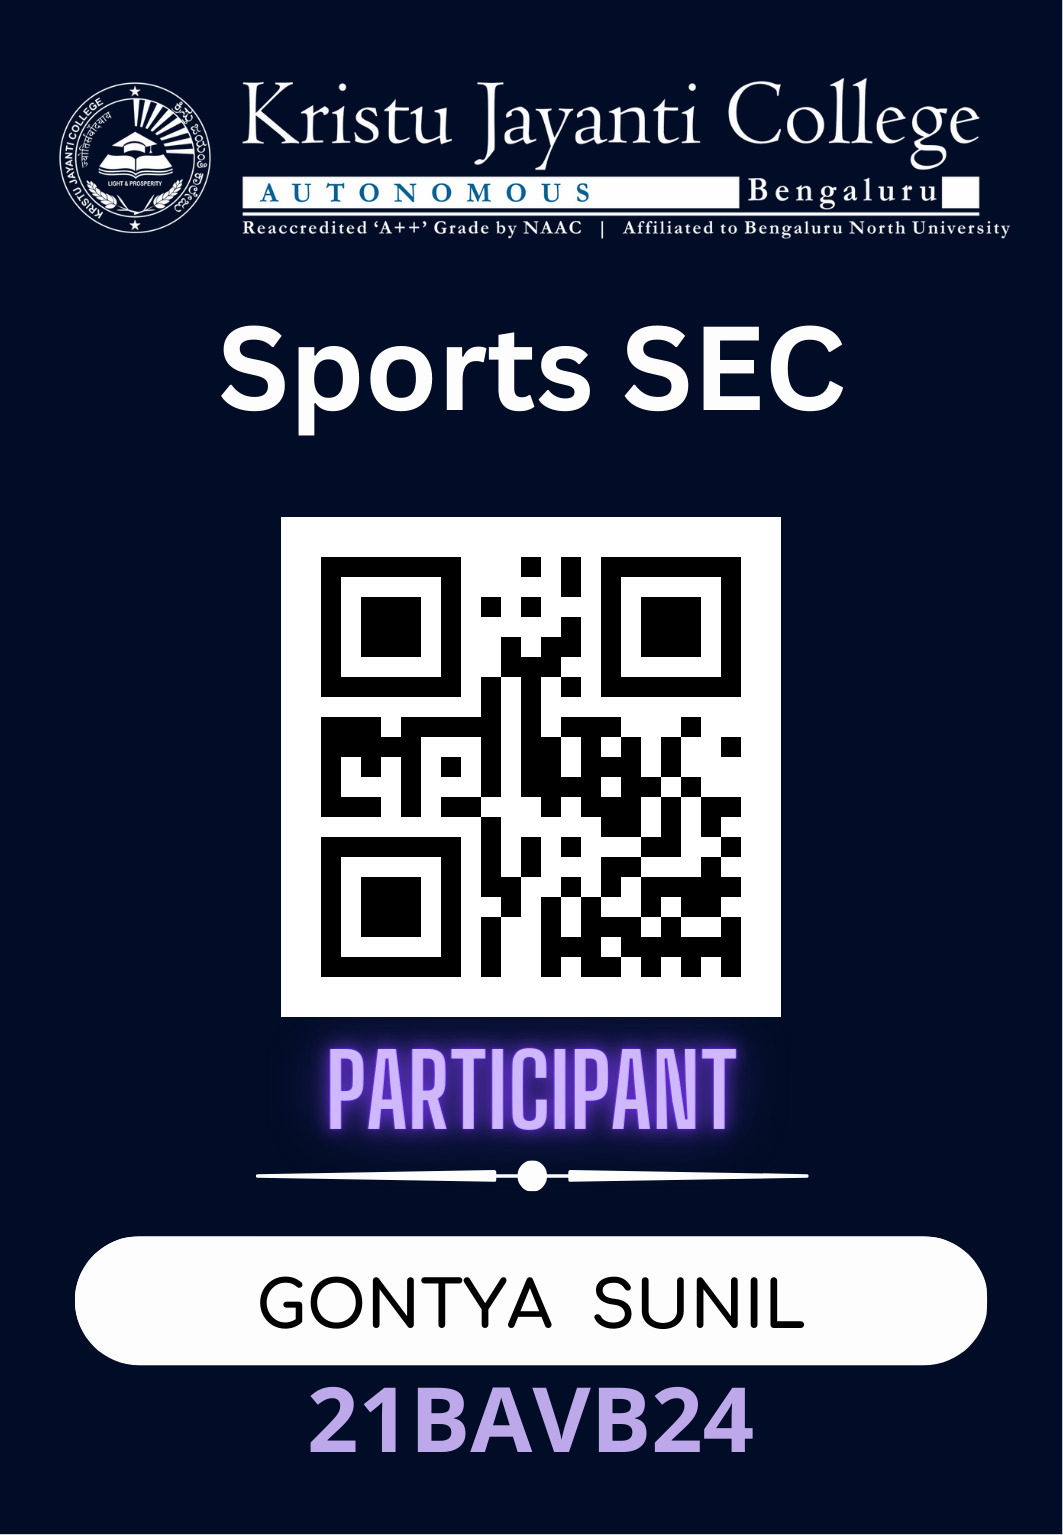 KRISTU JAYANTI COLLEGE
ಕ್ರಿಸ್ತು ಜಯಂತಿ ಕಾಲೇಜು
LIGHT & PROSPERITY
Kristu Jayanti College
AUTONOMOUS Bengaluru
Reaccredited ‘A++’ Grade by NAAC | Affiliated to Bengaluru North University
Sports SEC
PARTICIPANT
GONTYA SUNIL
21BAVB24